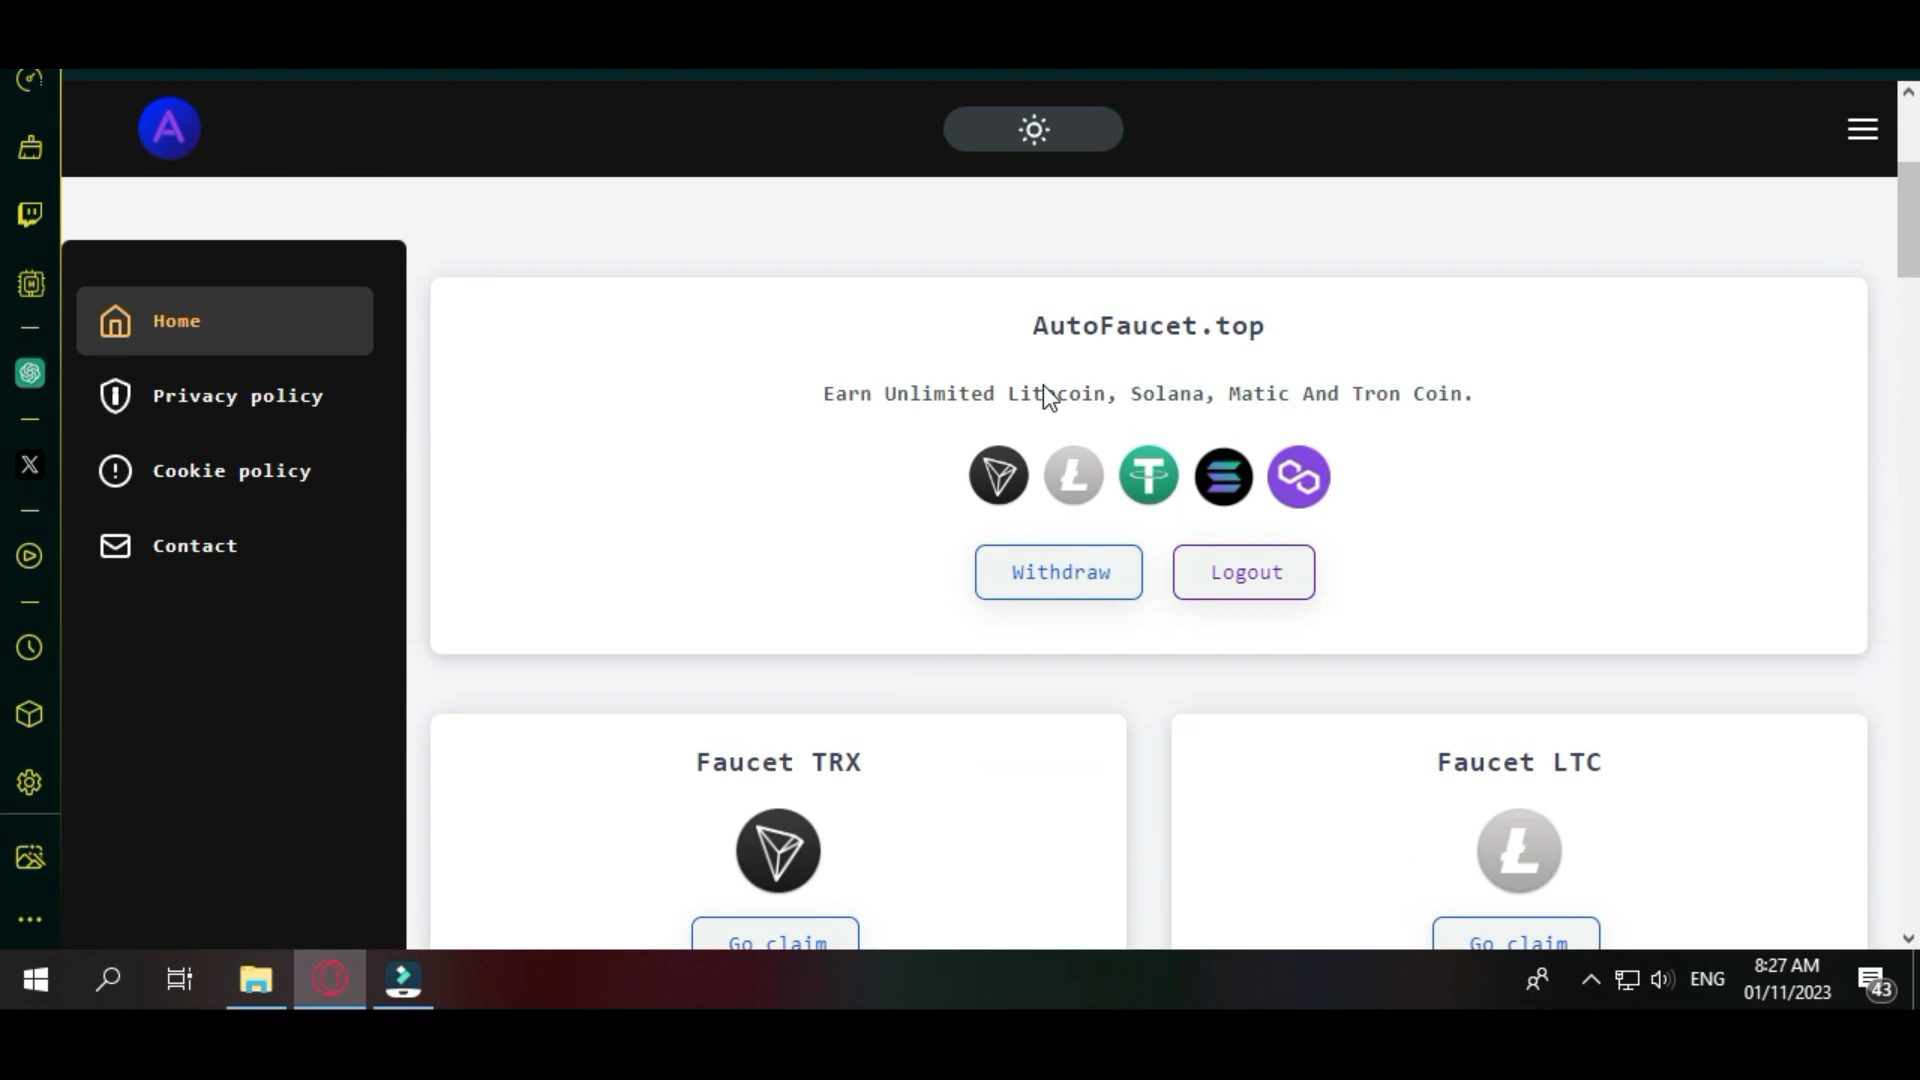 A
Home
Privacy policy
Cookie policy
Contact
AutoFaucet.top
Earn Unlimited Litecoin, Solana, Matic And Tron Coin.
Withdraw
Logout
Faucet TRX
Faucet LTC
Go claim
Go claim
ENG
8:27 AM
01/11/2023
43